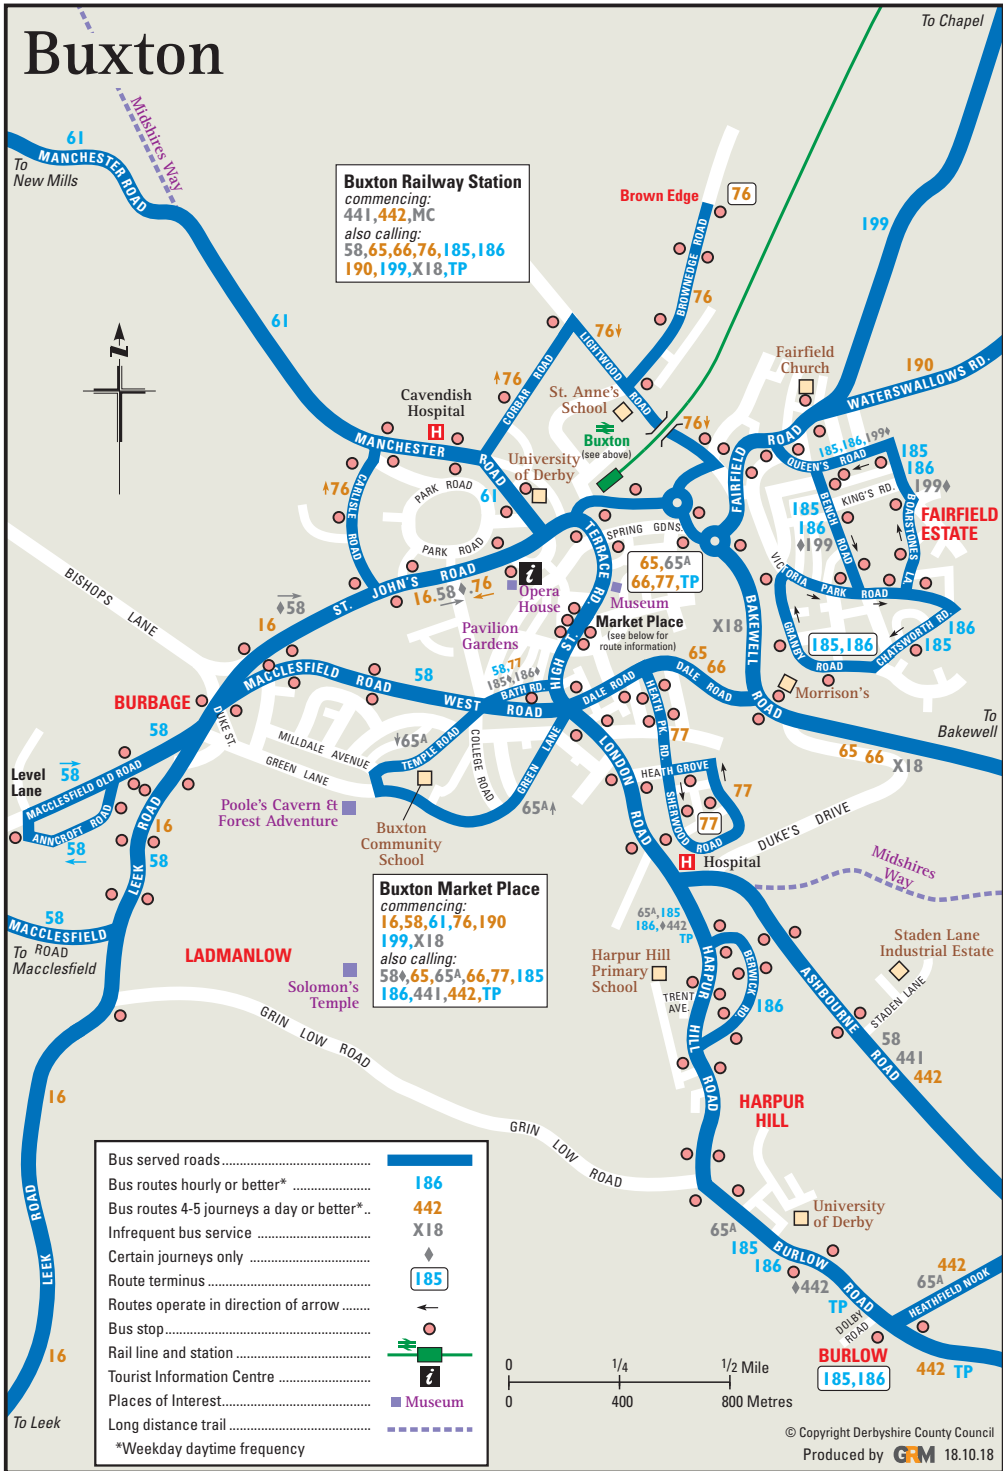 Buxton
To Chapel
Midshires Way
61
MANCHESTER ROAD
To
New Mills
Buxton Railway Station
commencing:
441,442,MC
also calling:
58,65,66,76,185,186
190,199,X18,TP
Brown Edge
76
199
BROWNEDGE ROAD
76
61
76
LIGHTWOOD ROAD
Fairfield
Church
190
WATERSWALLOWS RD.
76
CORBAR ROAD
St. Anne's
School
Cavendish
Hospital
H
Buxton
(see above)
76
MANCHESTER ROAD
FAIRFIELD ROAD
QUEEN'S ROAD
185,186,199♦
185
186
199♦
University
of Derby
61
PARK ROAD
76
CARLISLE ROAD
KING'S RD.
BENCH ROAD
BOARSTONES LA.
185
186
♦199
FAIRFIELD
ESTATE
SPRING GDNS.
TERRACE RD.
PARK ROAD
ST. JOHN'S ROAD
16.58♦.76
i
Opera
House
Museum
65,65A
66,77,TP
VICTORIA PARK ROAD
BISHOPS LANE
♦58
16
Pavilion
Gardens
Market Place
(see below for
route information)
HIGH ST.
X18
BAKEWELL ROAD
GRANBY ROAD
185,186
CHATSWORTH RD.
186
185
MACCLESFIELD ROAD
58
58,77
185♦,186♦
BATH RD.
WEST ROAD
65
66
DALE ROAD
DALE ROAD
Morrison's
BURBAGE
58
DUKE ST.
MILLDALE AVENUE
GREEN LANE
65A
TEMPLE ROAD
COLLEGE ROAD
GREEN LANE
65A
LONDON ROAD
HEATH PK. RD.
77
HEATH GROVE
SHERWOOD ROAD
77
77
To
Bakewell
65 66 X18
Level
Lane
58
MACCLESFIELD OLD ROAD
ANNCROFT ROAD
58
LEEK ROAD
16
58
Poole's Cavern &
Forest Adventure
Buxton
Community
School
DUKE'S DRIVE
H
Hospital
Midshires
Way
58
MACCLESFIELD
ROAD
To
Macclesfield
LADMANLOW
Solomon's
Temple
Buxton Market Place
commencing:
16,58,61,76,190
199,X18
also calling:
58♦,65,65A,66,77,185
186,441,442,TP
65A,185
186,♦442
TP
HARPUR HILL ROAD
BERWICK RD.
186
Harpur Hill
Primary
School
TRENT
AVE.
Staden Lane
Industrial Estate
STADEN LANE
ASHBOURNE ROAD
58
441
442
GRIN LOW ROAD
16
HARPUR
HILL
GRIN LOW ROAD
LEEK ROAD
University
of Derby
65A
185
186
BURLOW ROAD
♦442
TP
442
65A
HEATHFIELD NOOK
DOLBY
ROAD
BURLOW
185,186
442 TP
16
To Leek
Bus served roads
Bus routes hourly or better* 186
Bus routes 4-5 journeys a day or better* 442
Infrequent bus service X18
Certain journeys only ♦
Route terminus 185
Routes operate in direction of arrow
Bus stop
Rail line and station
Tourist Information Centre i
Places of Interest Museum
Long distance trail
*Weekday daytime frequency
0 1/4 1/2 Mile
0 400 800 Metres
© Copyright Derbyshire County Council
Produced by GRM 18.10.18